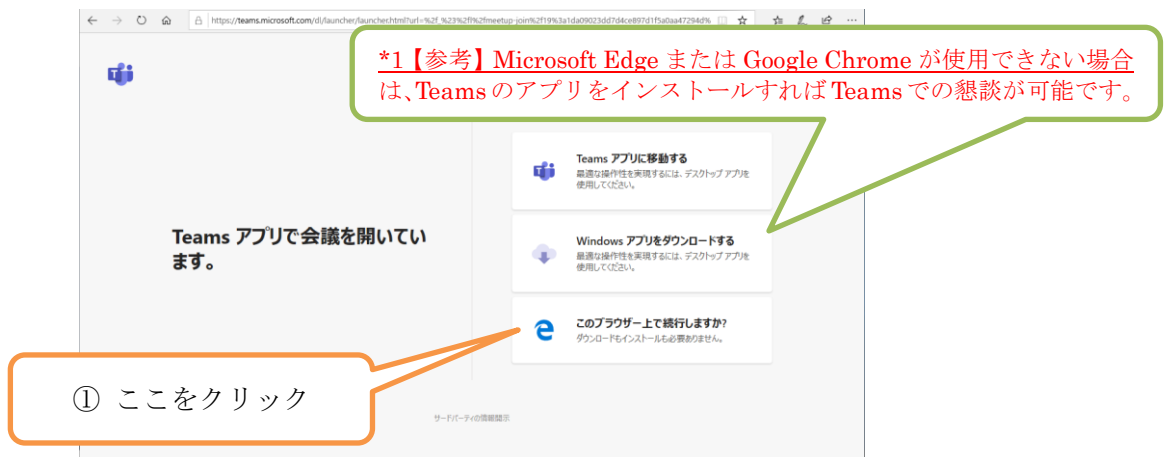 https://teams.microsoft.com/dl/launcher/launcher.html?url=%2f_%23%2fl%2fmeetup-join%2f19%3a1da09023dd7d4ce897d1f5a0aa47294d%
*1【参考】Microsoft Edge または Google Chrome が使用できない場合
は、Teamsのアプリをインストールすれば Teams での懇談が可能です。
Teams アプリで会議を開いてい
ます。
Teams アプリに移動する
最適な操作性を実現するには、デスクトップ アプリを
使用してください。
Windows アプリをダウンロードする
最適な操作性を実現するには、デスクトップ アプリを
使用してください。
このブラウザー上で続行しますか?
ダウンロードもインストールも必要ありません。
① ここをクリック
サードパーティの情報開示